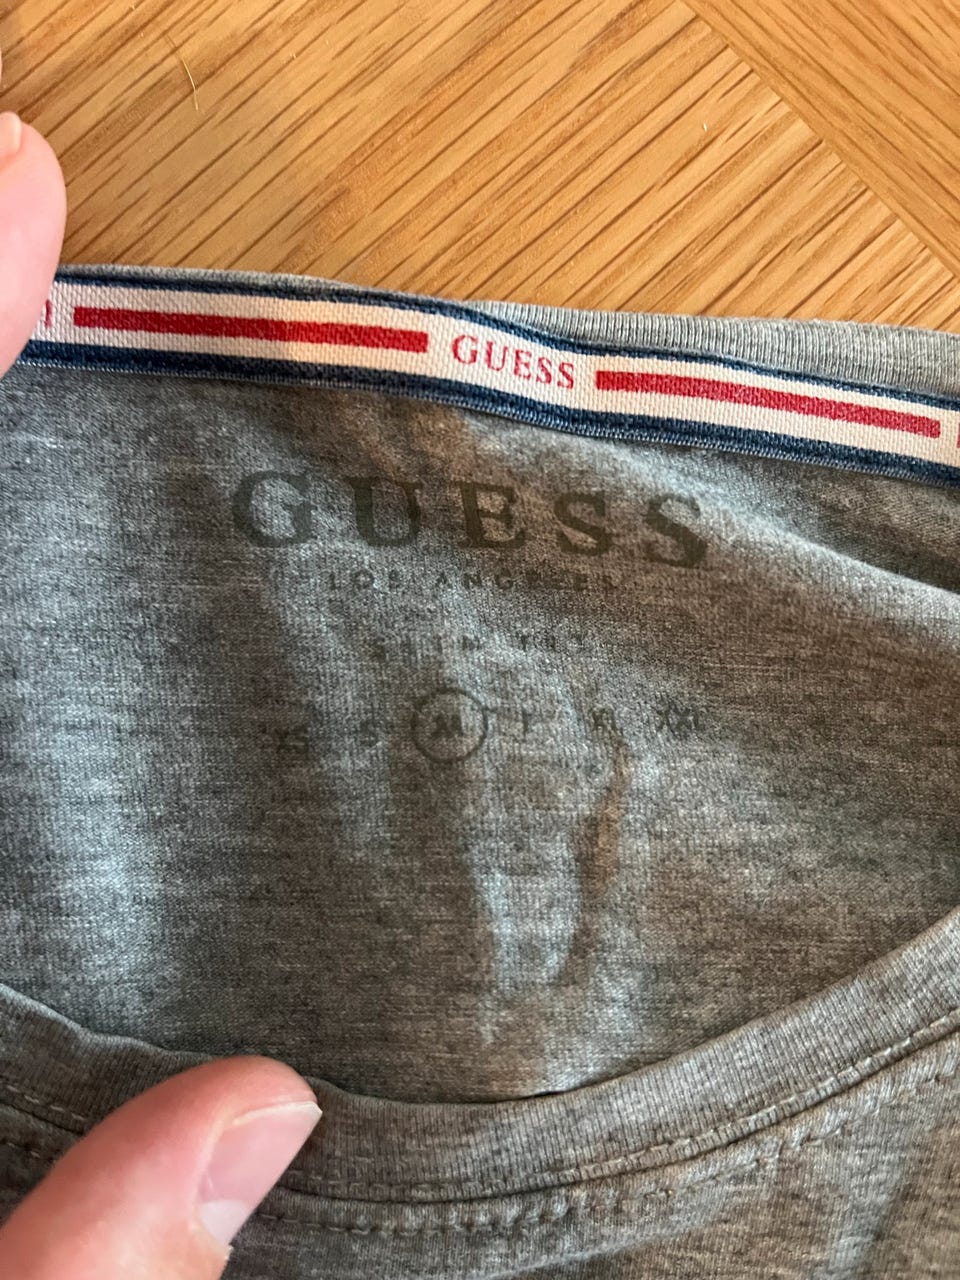 GUESS
GUESS
LOS ANGELES
SLIM FIT
XS S M L XL XXL